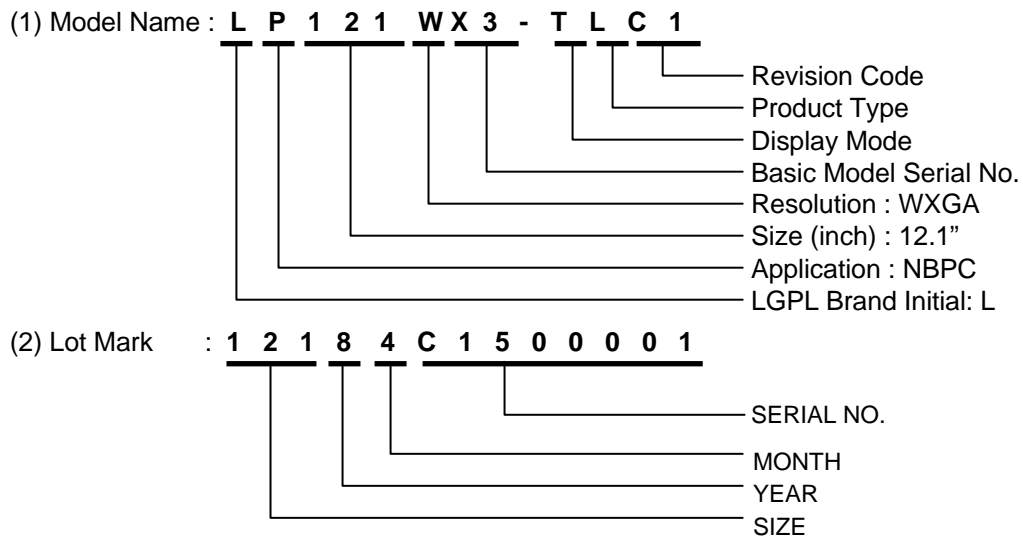 (1) Model Name : L P 1 2 1 W X 3 - T L C 1
Revision Code
Product Type
Display Mode
Basic Model Serial No.
Resolution : WXGA
Size (inch) : 12.1”
Application : NBPC
LGPL Brand Initial: L
(2) Lot Mark : 1 2 1 8 4 C 1 5 0 0 0 0 1
SERIAL NO.
MONTH
YEAR
SIZE